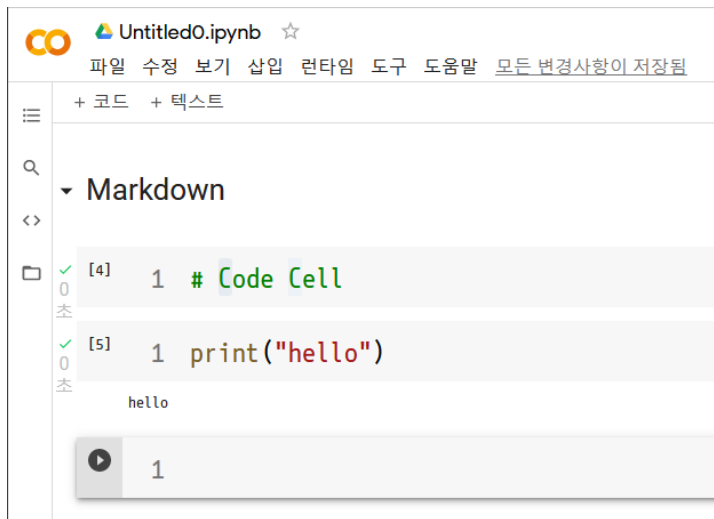 Untitled0.ipynb
파일 수정 보기 삽입 런타임 도구 도움말 모든 변경사항이 저장됨
+ 코드 + 텍스트
Markdown
[4] 1 # Code Cell
0
초
[5] 1 print("hello")
0
초
hello
1